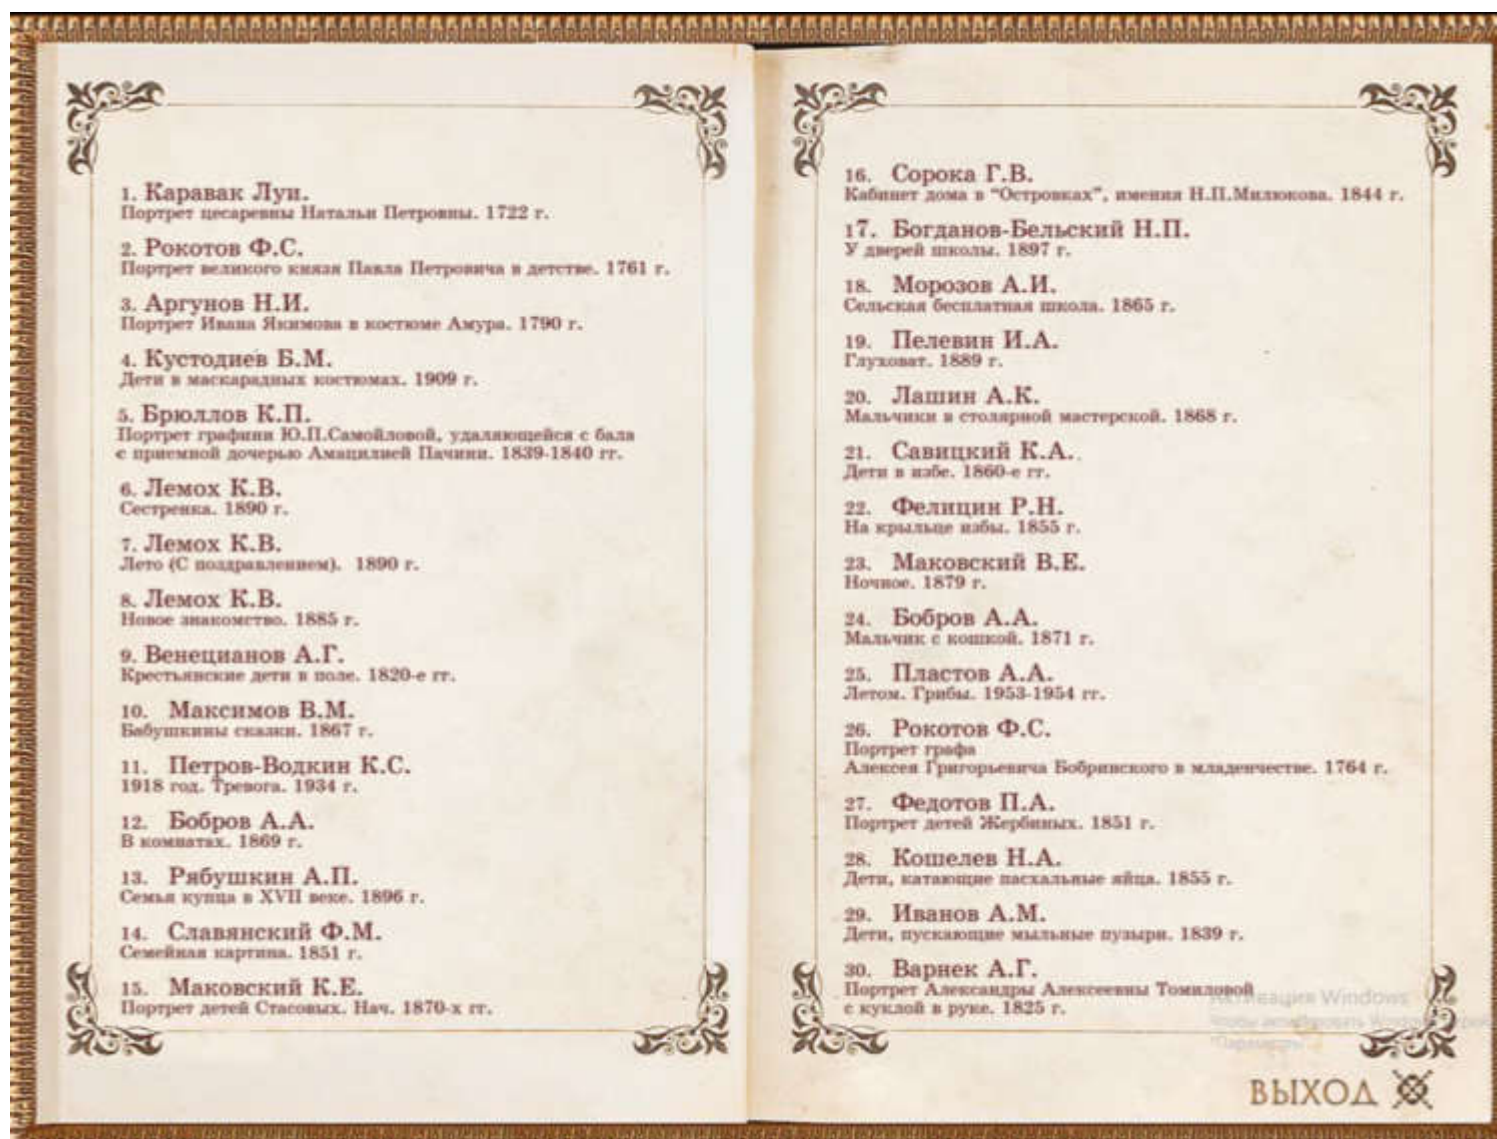 1. Каравак Луи.
Портрет цесаревны Натальи Петровны. 1722 г.
2. Рокотов Ф.С.
Портрет великого князя Павла Петровича в детстве. 1761 г.
3. Аргунов Н.И.
Портрет Ивана Якимова в костюме Амура. 1790 г.
4. Кустодиев Б.М.
Дети в маскарадных костюмах. 1909 г.
5. Брюллов К.П.
Портрет графини Ю.П.Самойловой, удаляющейся с бала
с приемной дочерью Амацилией Пачини. 1839-1840 гг.
6. Лемох К.В.
Сестренка. 1890 г.
7. Лемох К.В.
Лето (С поздравлением). 1890 г.
8. Лемох К.В.
Новое знакомство. 1885 г.
9. Венецианов А.Г.
Крестьянские дети в поле. 1820-е гг.
10. Максимов В.М.
Бабушкины сказки. 1867 г.
11. Петров-Водкин К.С.
1918 год. Тревога. 1934 г.
12. Бобров А.А.
В комнатах. 1869 г.
13. Рябушкин А.П.
Семья купца в XVII веке. 1896 г.
14. Славянский Ф.М.
Семейная картина. 1851 г.
15. Маковский К.Е.
Портрет детей Стасовых. Нач. 1870-х гг.
16. Сорока Г.В.
Кабинет дома в "Островках", имения Н.П.Милюкова. 1844 г.
17. Богданов-Бельский Н.П.
У дверей школы. 1897 г.
18. Морозов А.И.
Сельская бесплатная школа. 1865 г.
19. Пелевин И.А.
Глуховат. 1889 г.
20. Лашин А.К.
Мальчики в столярной мастерской. 1868 г.
21. Савицкий К.А.
Дети в избе. 1860-е гг.
22. Фелицин Р.Н.
На крыльце избы. 1855 г.
23. Маковский В.Е.
Ночное. 1879 г.
24. Бобров А.А.
Мальчик с кошкой. 1871 г.
25. Пластов А.А.
Летом. Грибы. 1953-1954 гг.
26. Рокотов Ф.С.
Портрет графа
Алексея Григорьевича Бобринского в младенчестве. 1764 г.
27. Федотов П.А.
Портрет детей Жербиных. 1851 г.
28. Кошелев Н.А.
Дети, катающие пасхальные яйца. 1855 г.
29. Иванов А.М.
Дети, пускающие мыльные пузыри. 1839 г.
30. Варнек А.Г.
Портрет Александры Алексеевны Томиловой
с куклой в руке. 1825 г.
Активация Windows
Чтобы активировать Windows
"Параметры".
ВЫХОД